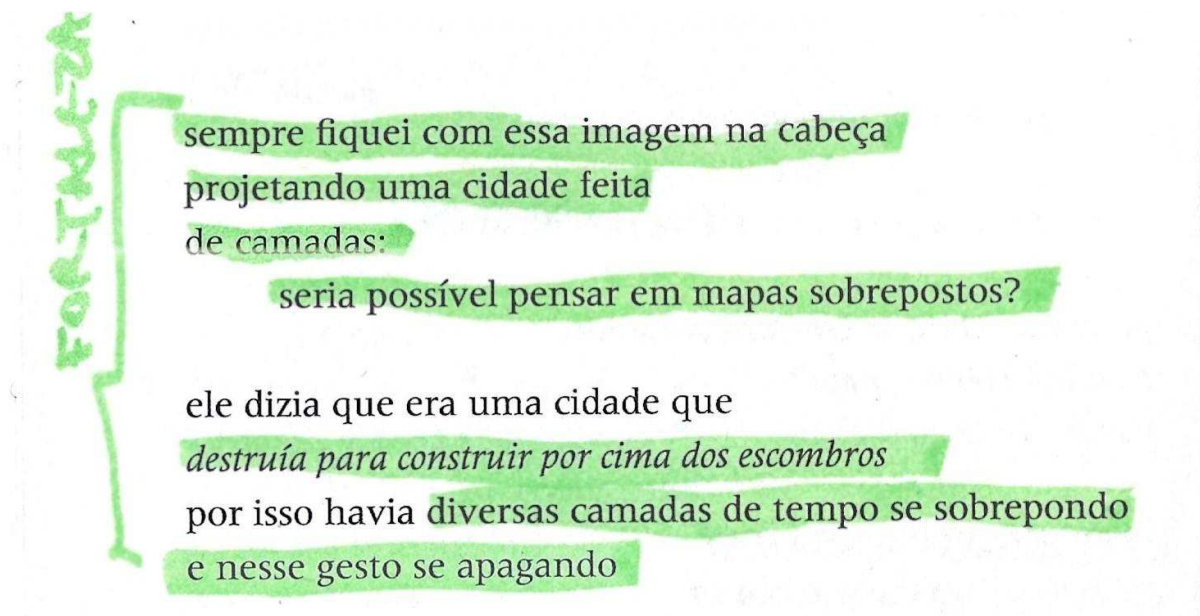 FORTALEZA
sempre fiquei com essa imagem na cabeça
projetando uma cidade feita
de camadas:
seria possível pensar em mapas sobrepostos?
ele dizia que era uma cidade que
destruía para construir por cima dos escombros
por isso havia diversas camadas de tempo se sobrepondo
e nesse gesto se apagando